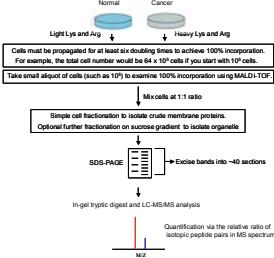 Normal
Cancer
Light Lys and Arg
Heavy Lys and Arg
Cells must be propagated for at least six doubling times to achieve 100% incorporation.
For example, the total cell number would be 64 x 10⁶ cells if you start with 10⁶ cells.
Take small aliquot of cells (such as 10⁶) to examine 100% incorporation using MALDI-TOF.
Mix cells at 1:1 ratio
Simple cell fractionation to isolate crude membrane proteins.
Optional further fractionation on sucrose gradient to isolate organelle
SDS-PAGE
Excise bands into ~40 sections
In-gel tryptic digest and LC-MS/MS analysis
Quantification via the relative ratio of
isotopic peptide pairs in MS spectrum
M/Z